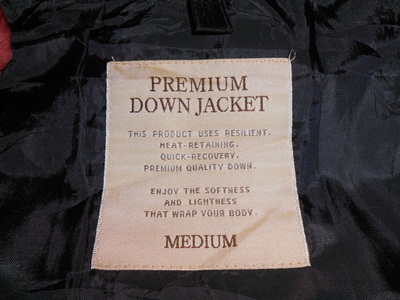 PREMIUM
DOWN JACKET
THIS PRODUCT USES RESILIENT,
HEAT-RETAINING,
QUICK-RECOVERY,
PREMIUM QUALITY DOWN.
ENJOY THE SOFTNESS
AND LIGHTNESS
THAT WRAP YOUR BODY.
MEDIUM